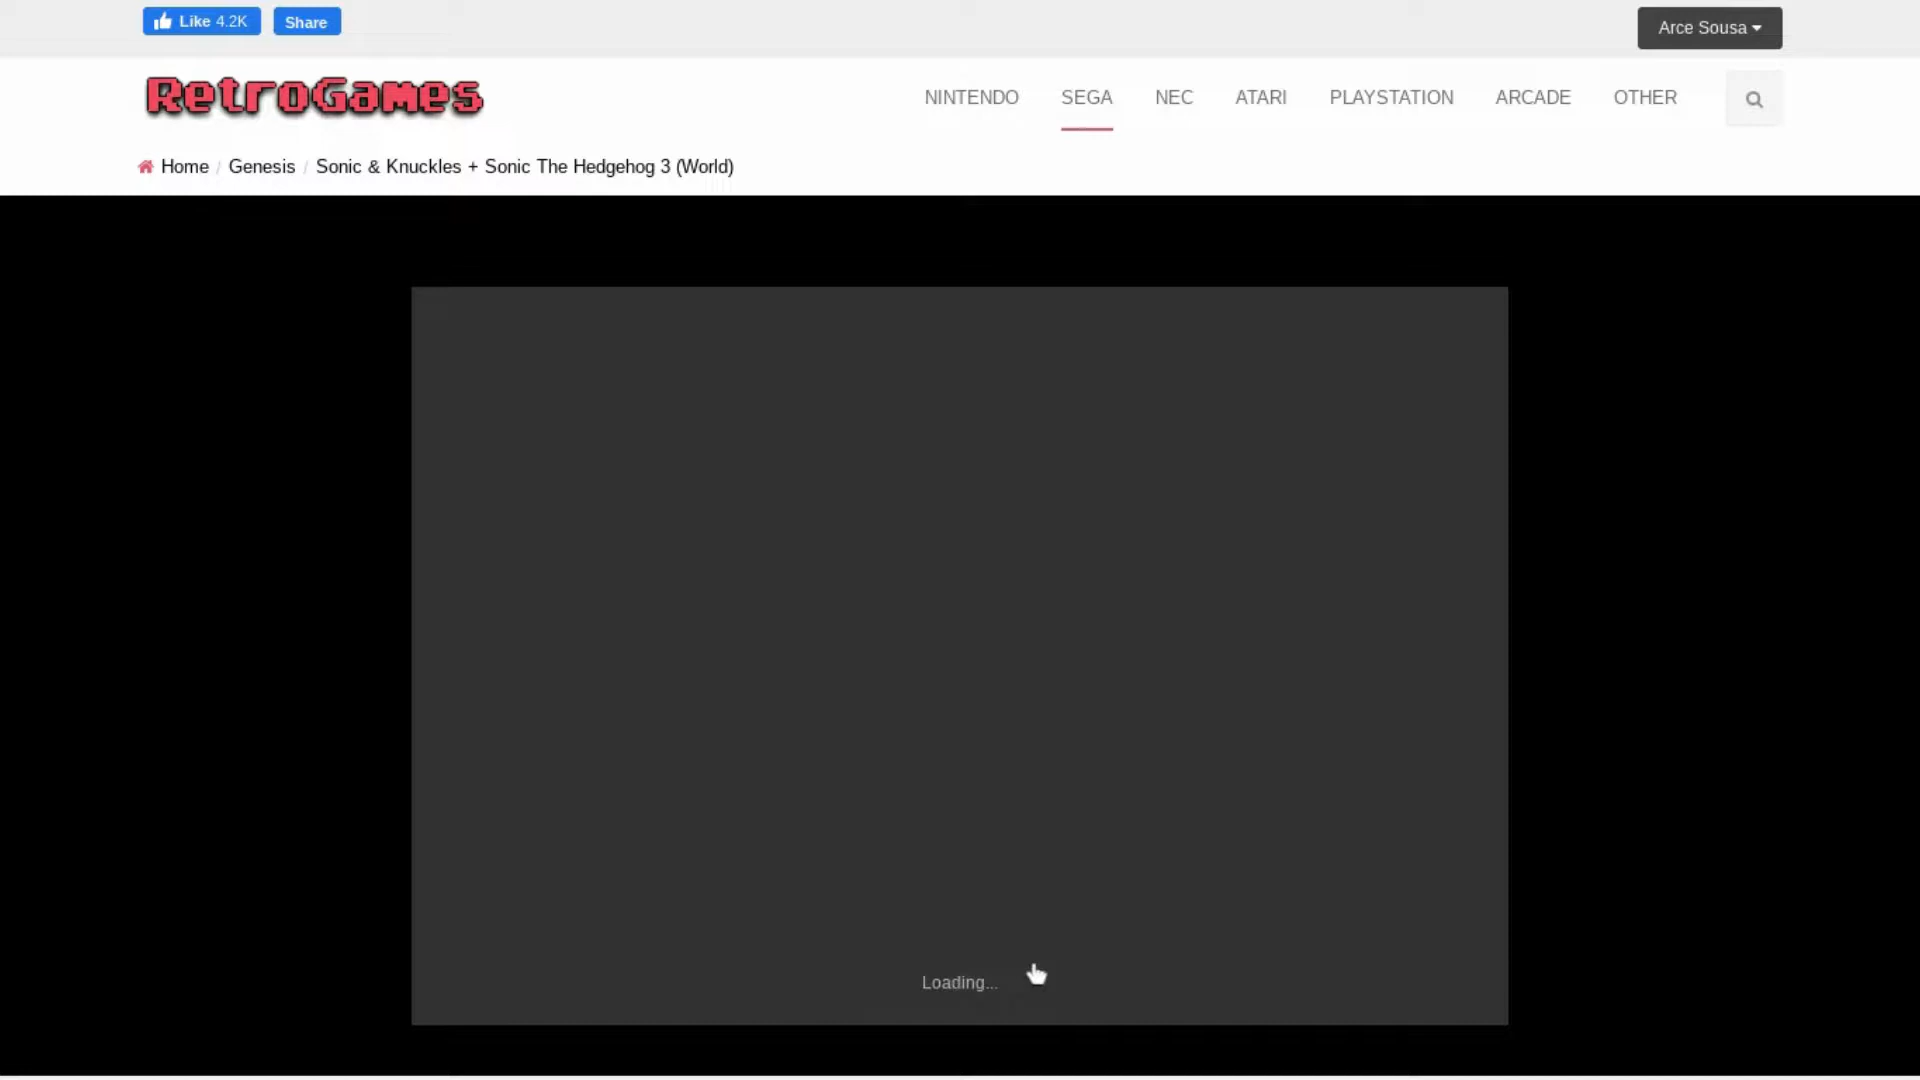 Like 4.2K Share Arce Sousa
RetroGames NINTENDO SEGA NEC ATARI PLAYSTATION ARCADE OTHER
Home / Genesis / Sonic & Knuckles + Sonic The Hedgehog 3 (World)
Loading...